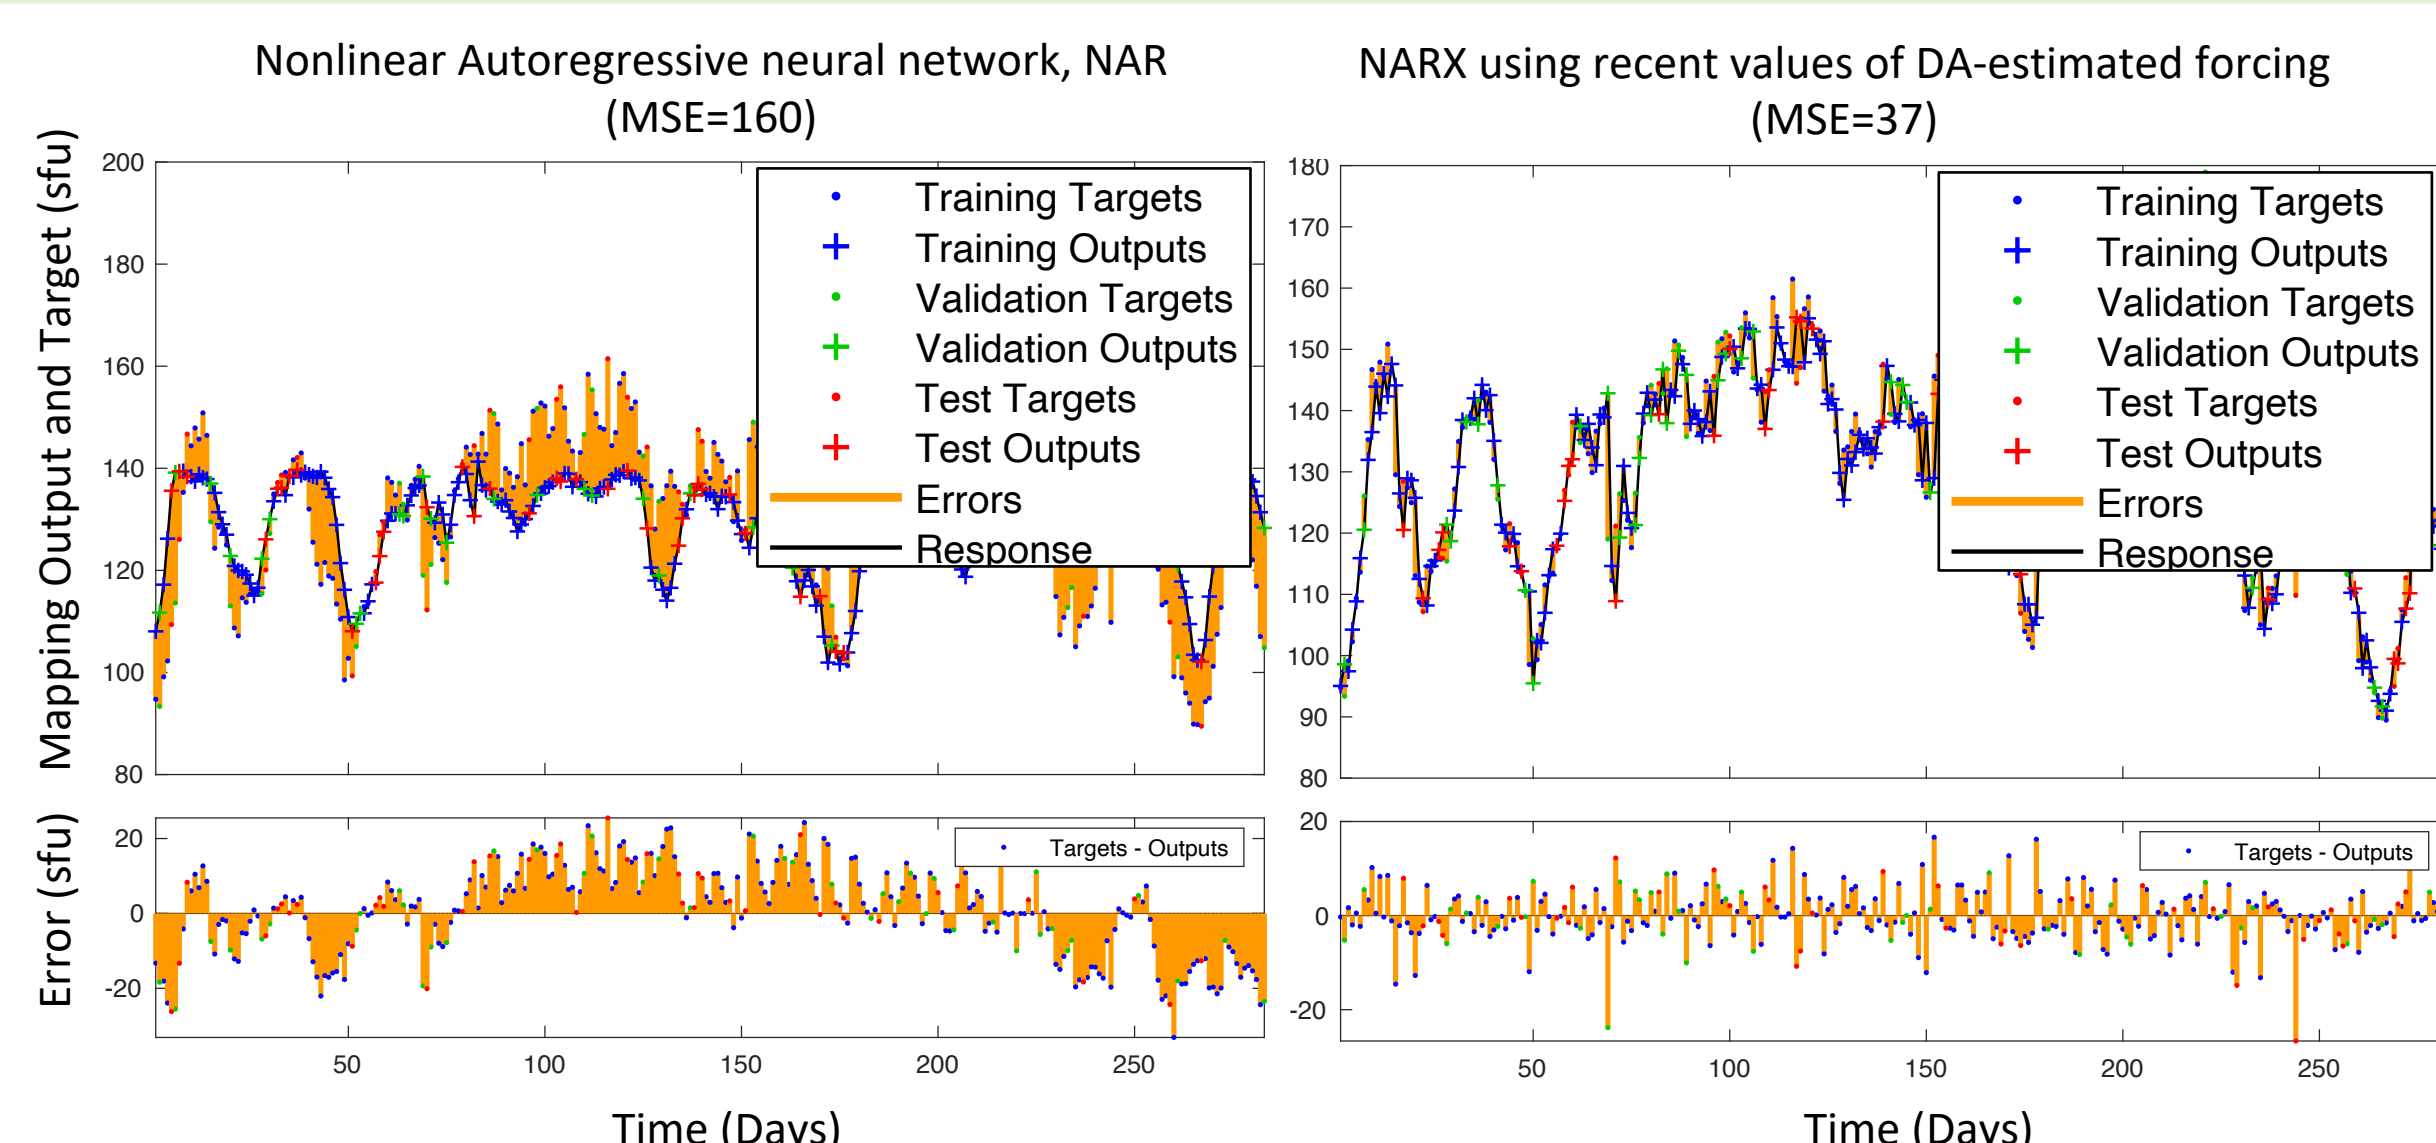 Nonlinear Autoregressive neural network, NAR
(MSE=160)
NARX using recent values of DA-estimated forcing
(MSE=37)
Mapping Output and Target (sfu)
200
180
160
140
120
100
80
Training Targets
Training Outputs
Validation Targets
Validation Outputs
Test Targets
Test Outputs
Errors
Response
180
170
160
150
140
130
120
110
100
90
80
Training Targets
Training Outputs
Validation Targets
Validation Outputs
Test Targets
Test Outputs
Errors
Response
Error (sfu)
20
0
-20
Targets - Outputs
50
100
150
200
250
Time (Days)
20
0
-20
Targets - Outputs
50
100
150
200
250
Time (Days)